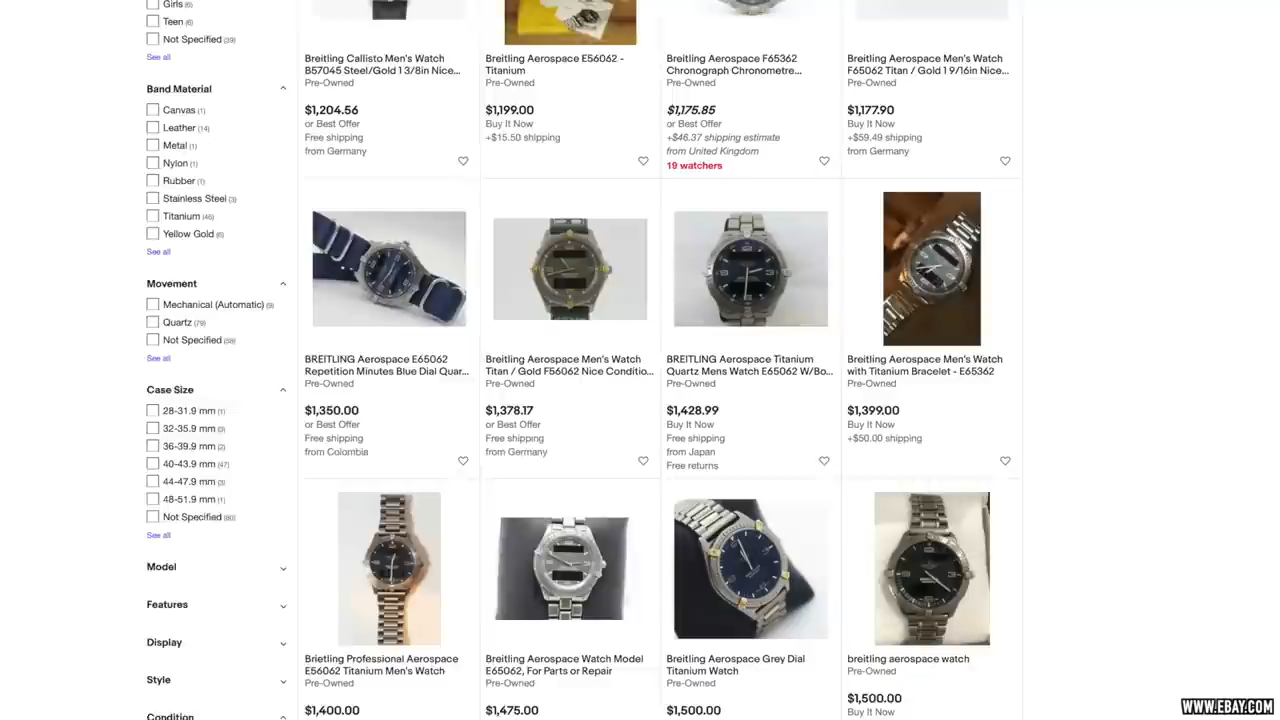 Girls (6)
Teen (6)
Not Specified (39)
See all
Band Material
Canvas (1)
Leather (14)
Metal (1)
Nylon (1)
Rubber (1)
Stainless Steel (3)
Titanium (46)
Yellow Gold (6)
See all
Movement
Mechanical (Automatic) (9)
Quartz (79)
Not Specified (38)
See all
Case Size
28-31.9 mm (1)
32-35.9 mm (3)
36-39.9 mm (2)
40-43.9 mm (47)
44-47.9 mm (3)
48-51.9 mm (1)
Not Specified (80)
See all
Model
Features
Display
Style
Condition
Breitling Callisto Men's Watch
B57045 Steel/Gold 1 3/8in Nice...
Pre-Owned
$1,204.56
or Best Offer
Free shipping
from Germany
Breitling Aerospace E56062 -
Titanium
Pre-Owned
$1,199.00
Buy It Now
+$15.50 shipping
Breitling Aerospace F65362
Chronograph Chronometre...
Pre-Owned
$1,175.85
or Best Offer
+$46.37 shipping estimate
from United Kingdom
19 watchers
Breitling Aerospace Men's Watch
F65062 Titan / Gold 1 9/16in Nice...
Pre-Owned
$1,177.90
Buy It Now
+$59.49 shipping
from Germany
BREITLING Aerospace E65062
Repetition Minutes Blue Dial Quar...
Pre-Owned
$1,350.00
or Best Offer
Free shipping
from Colombia
Breitling Aerospace Men's Watch
Titan / Gold F56062 Nice Conditio...
Pre-Owned
$1,378.17
or Best Offer
Free shipping
from Germany
BREITLING Aerospace Titanium
Quartz Mens Watch E65062 W/Bo...
Pre-Owned
$1,428.99
Buy It Now
Free shipping
from Japan
Free returns
Breitling Aerospace Men's Watch
with Titanium Bracelet - E65362
Pre-Owned
$1,399.00
Buy It Now
+$50.00 shipping
Brietling Professional Aerospace
E56062 Titanium Men's Watch
Pre-Owned
$1,400.00
Breitling Aerospace Watch Model
E65062, For Parts or Repair
Pre-Owned
$1,475.00
Breitling Aerospace Grey Dial
Titanium Watch
Pre-Owned
$1,500.00
breitling aerospace watch
Pre-Owned
$1,500.00
Buy It Now
WWW.EBAY.COM